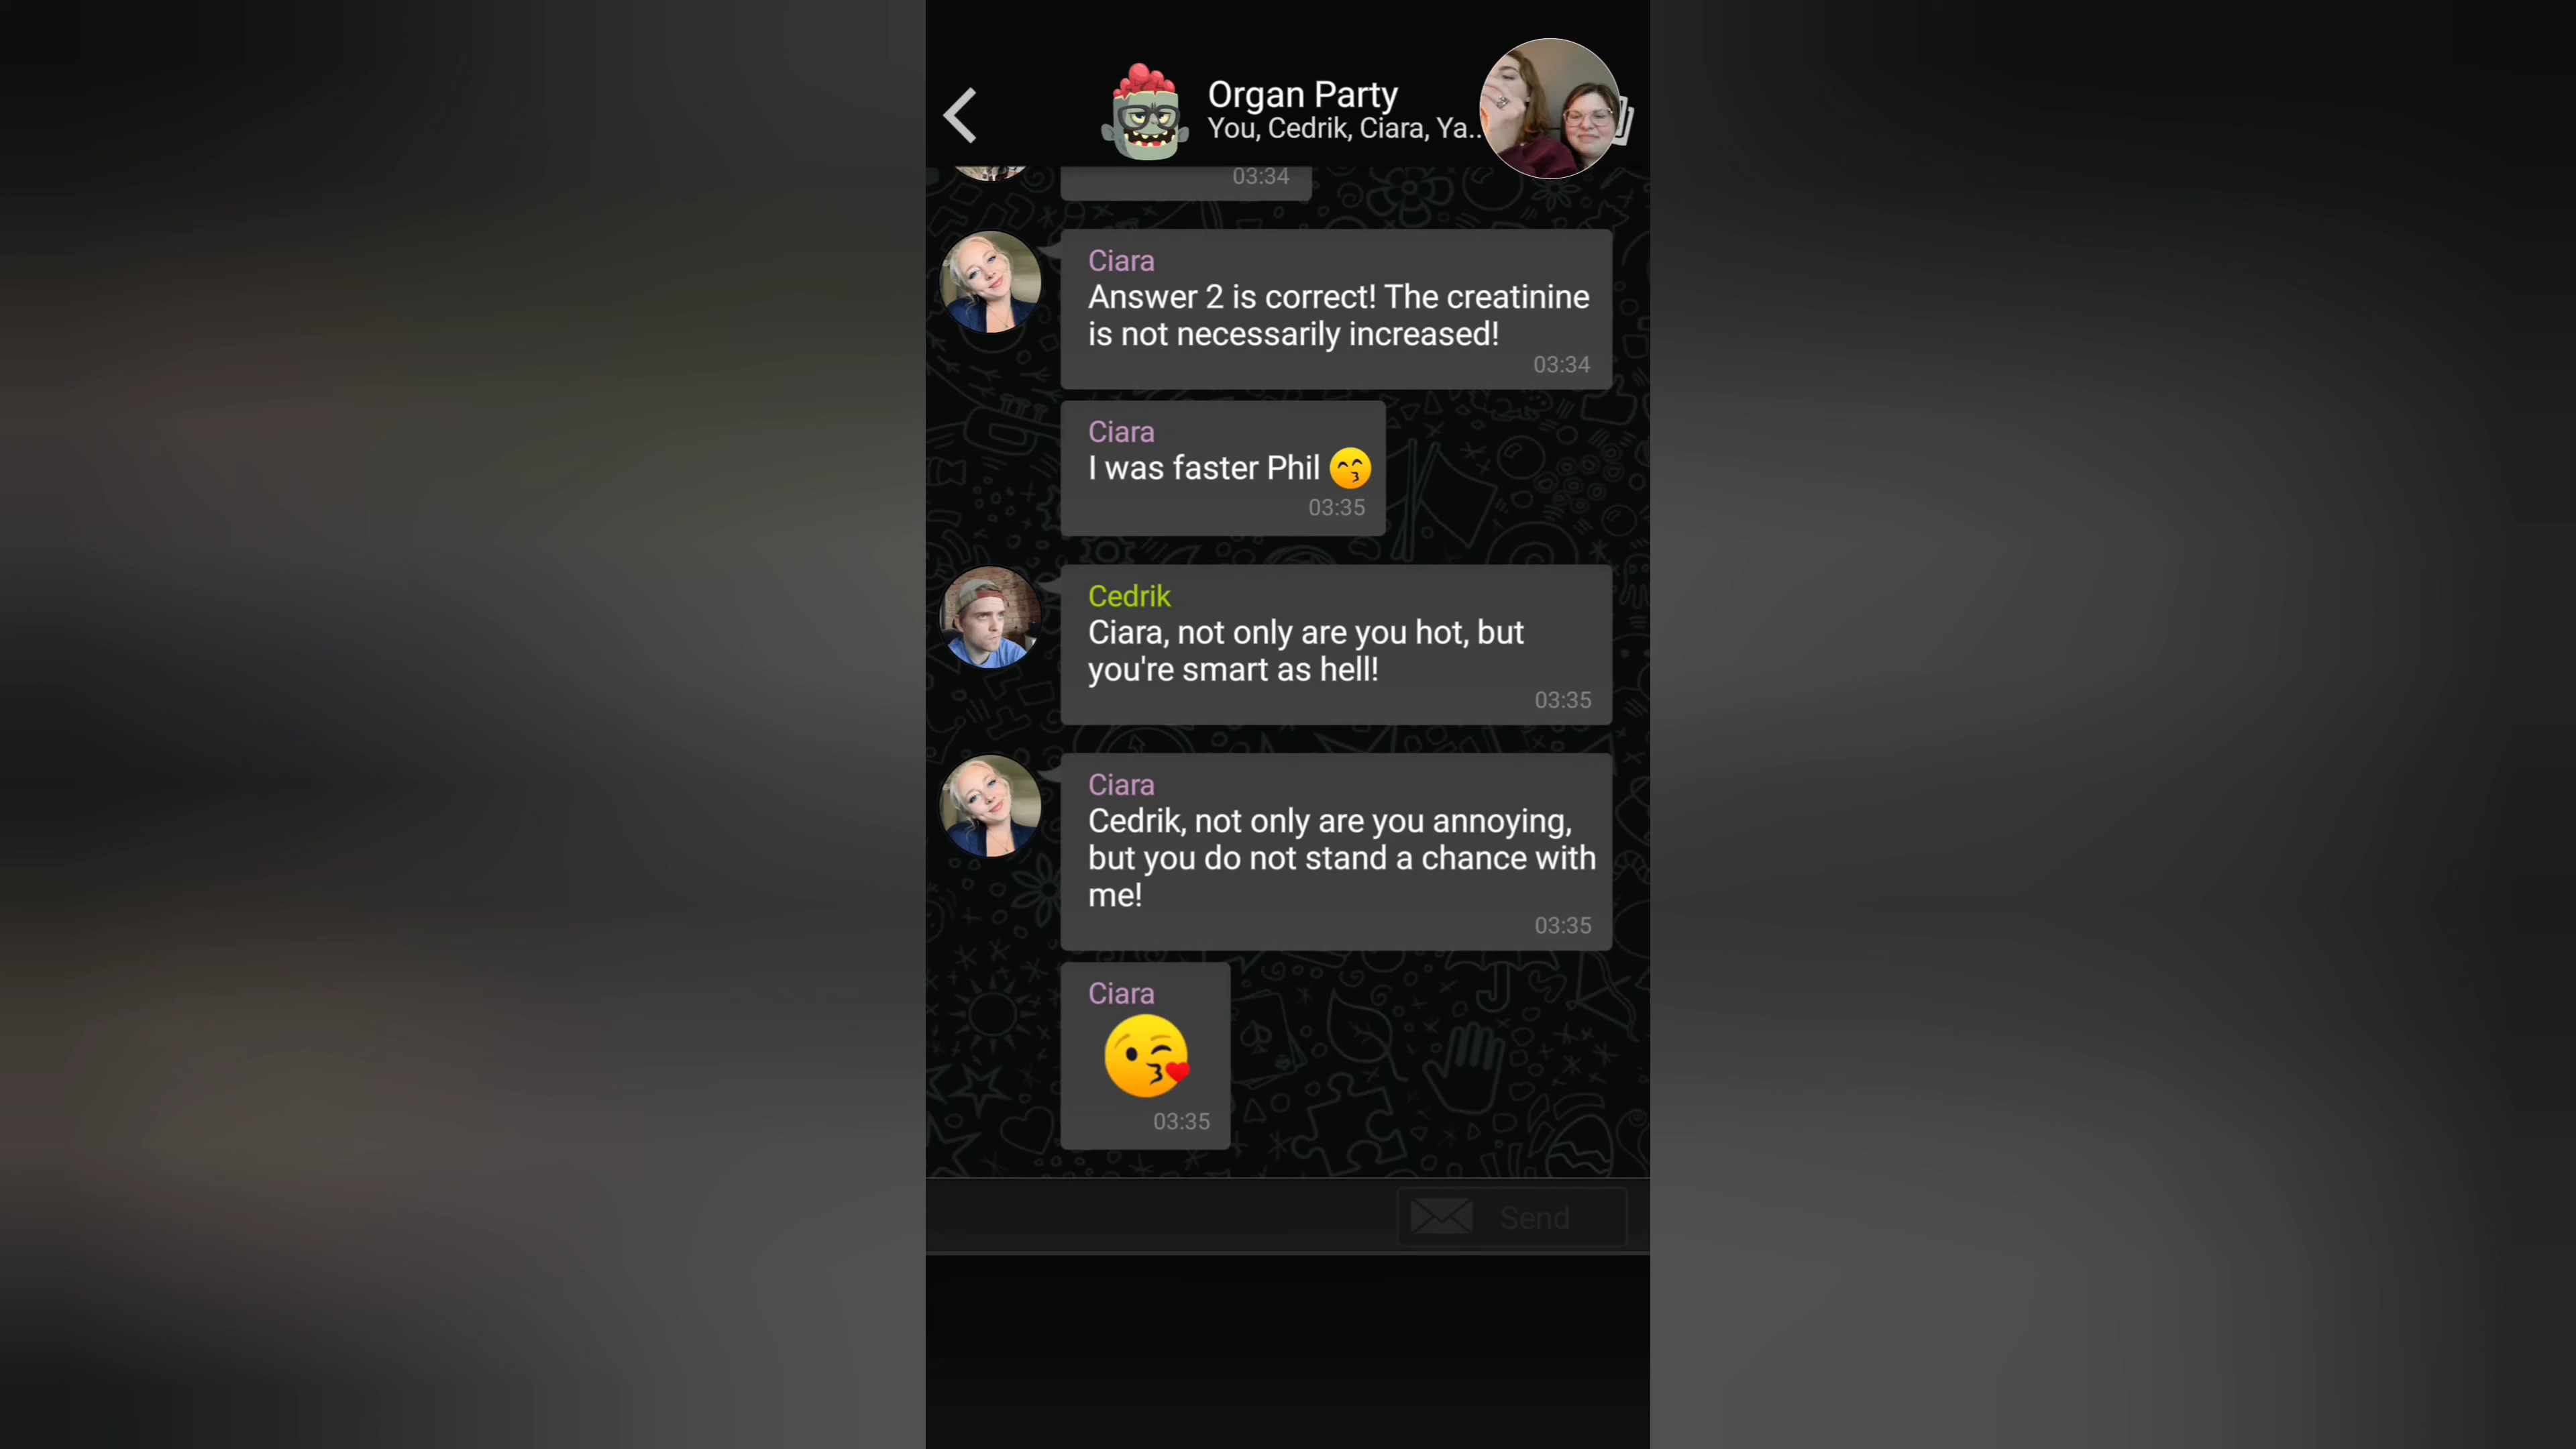 Organ Party
You, Cedrik, Ciara, Ya..
03:34
Ciara
Answer 2 is correct! The creatinine
is not necessarily increased!
03:34
Ciara
I was faster Phil 😙
03:35
Cedrik
Ciara, not only are you hot, but
you're smart as hell!
03:35
Ciara
Cedrik, not only are you annoying,
but you do not stand a chance with
me!
03:35
Ciara
😘
03:35
Send